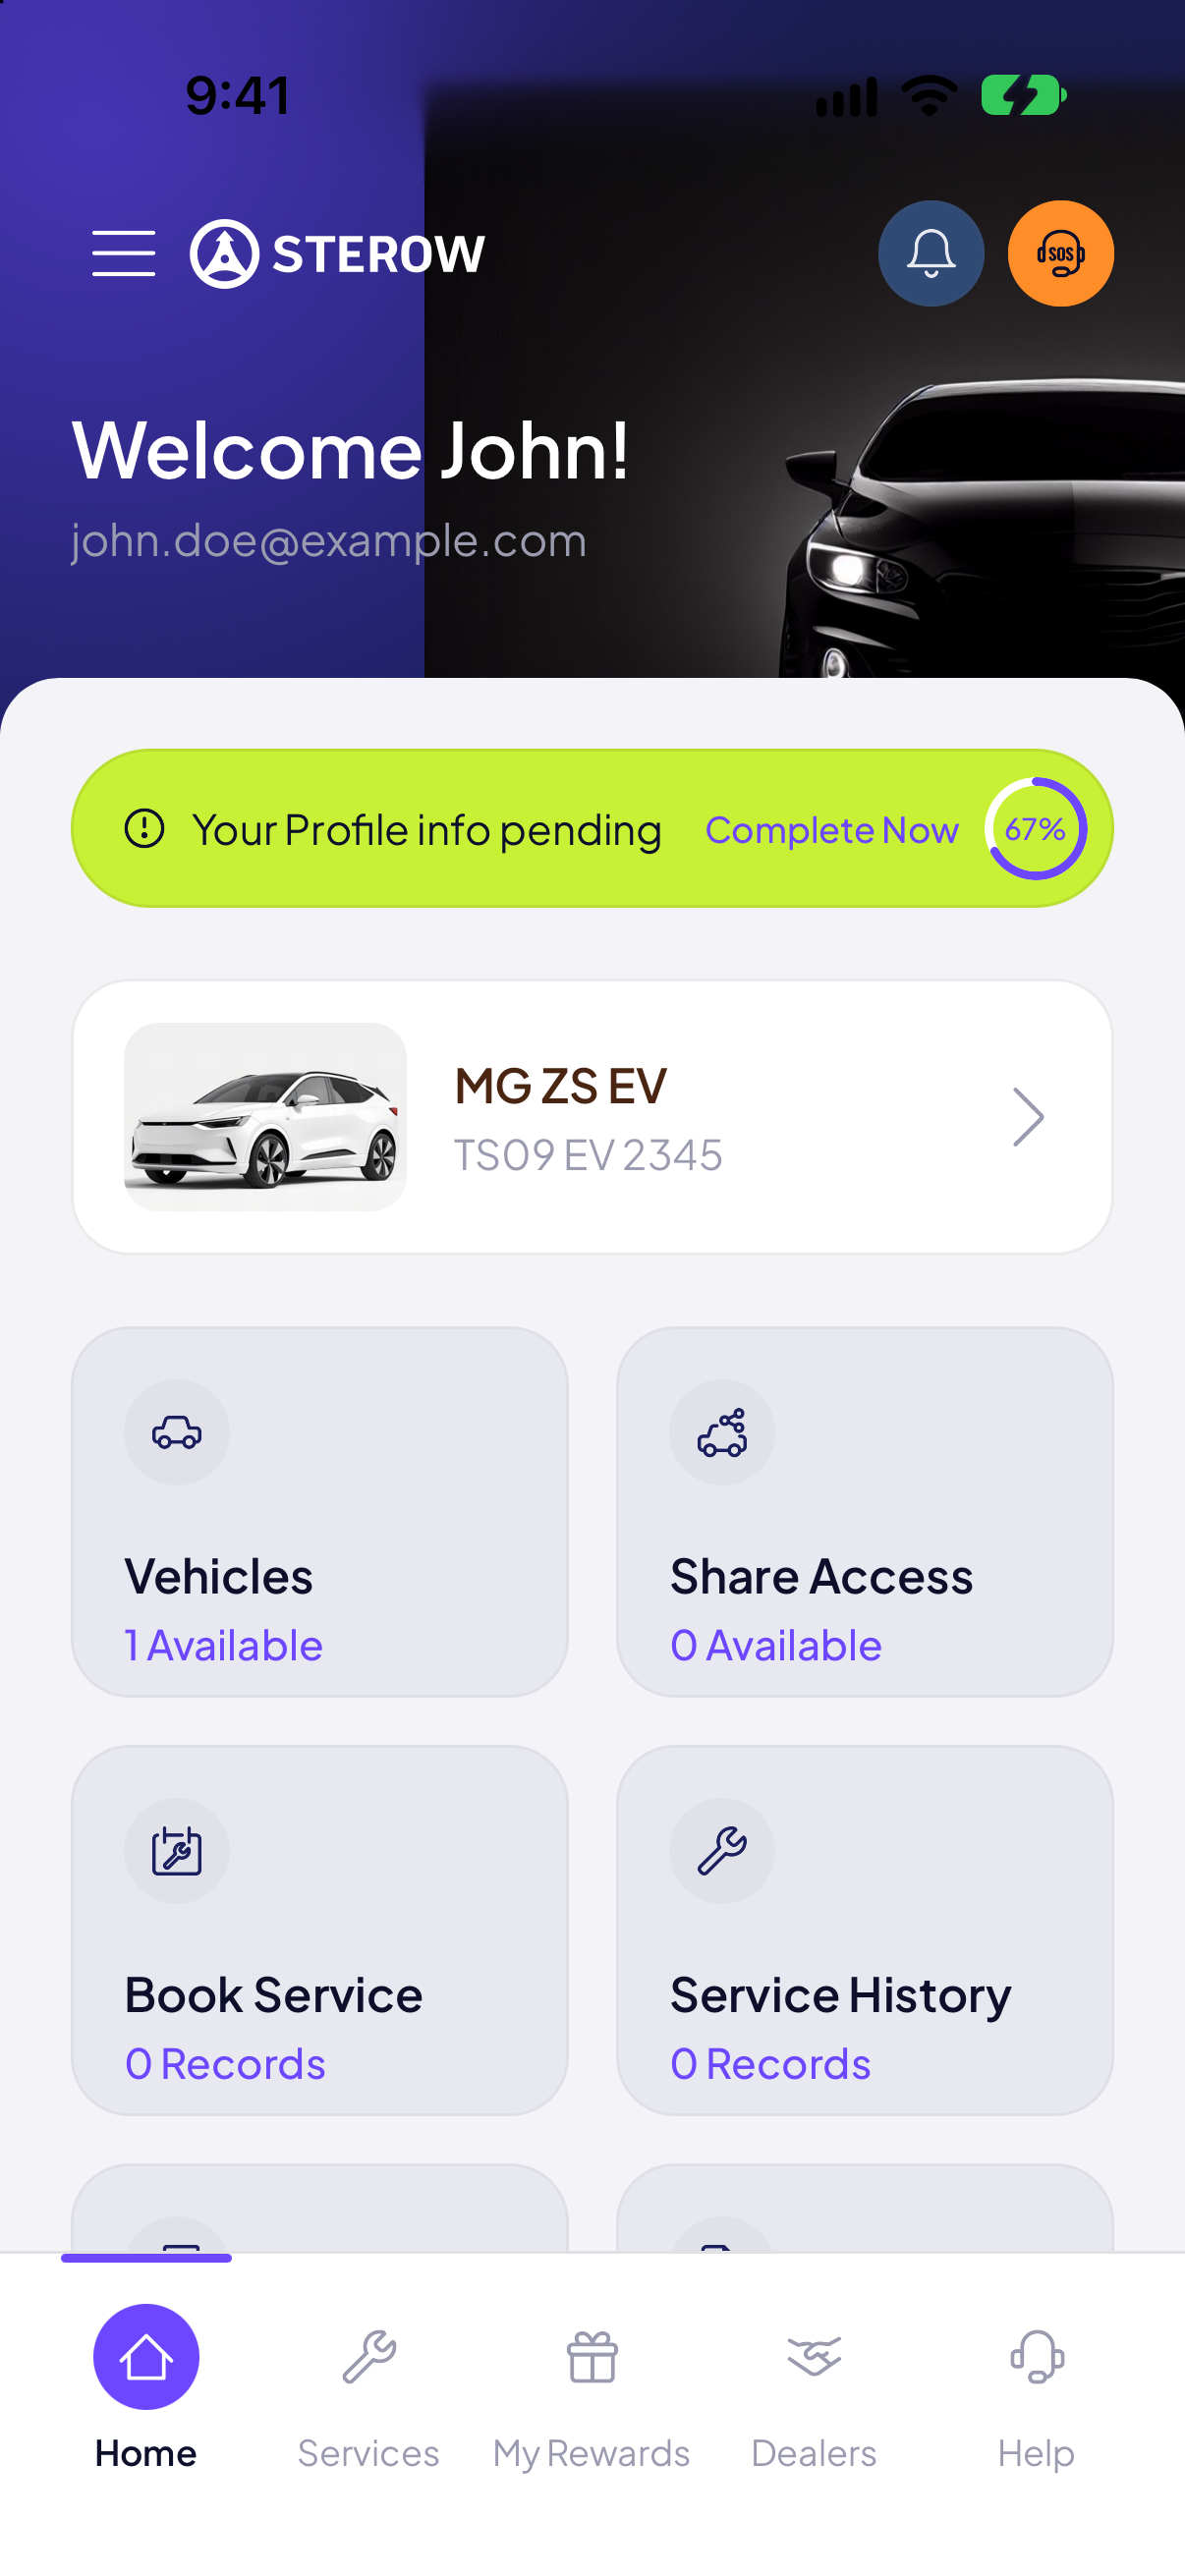 9:41
STEROW
SOS
Welcome John!
john.doe@example.com
Your Profile info pending
Complete Now
67%
MG ZS EV
TS09 EV 2345
Vehicles
1 Available
Share Access
0 Available
Book Service
0 Records
Service History
0 Records
Home
Services
My Rewards
Dealers
Help